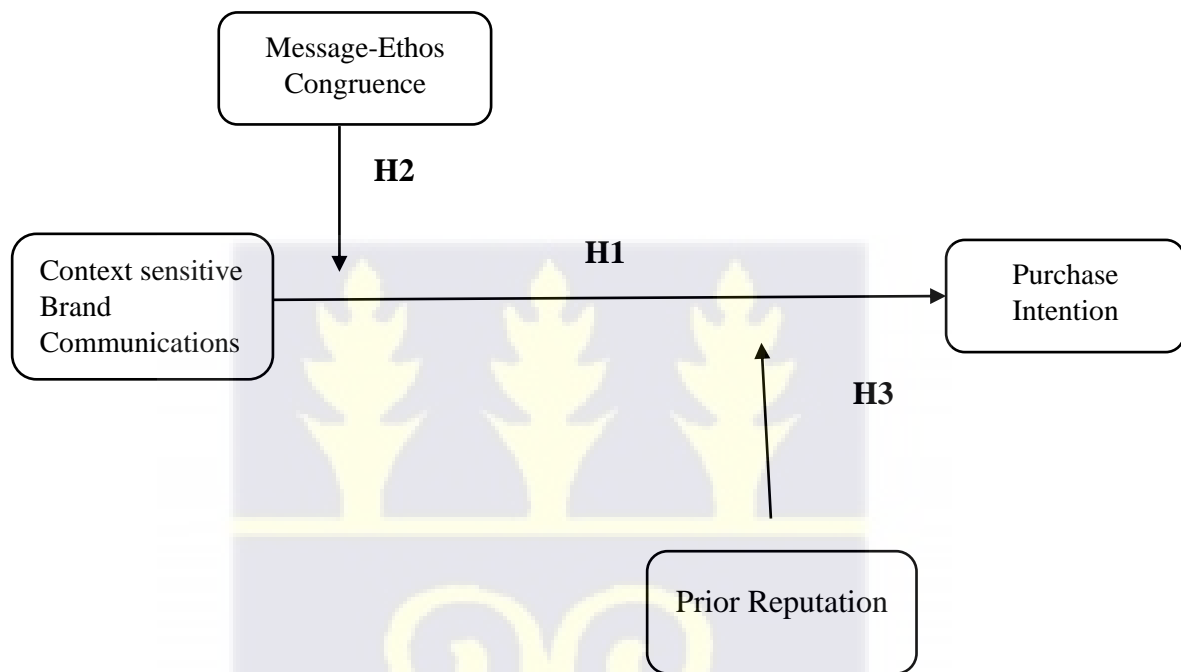 Message-Ethos
Congruence
H2
Context sensitive
Brand
Communications
H1
Purchase
Intention
H3
Prior Reputation